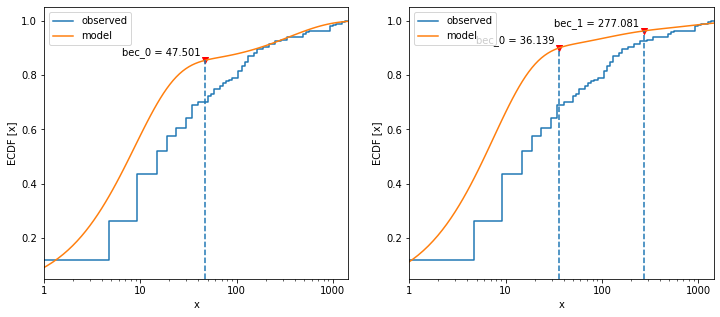 observed
model
bec_0 = 47.501
ECDF [x]
1.0
0.8
0.6
0.4
0.2
1
10
100
1000
x
observed
model
bec_1 = 277.081
bec_0 = 36.139
ECDF [x]
1.0
0.8
0.6
0.4
0.2
1
10
100
1000
x